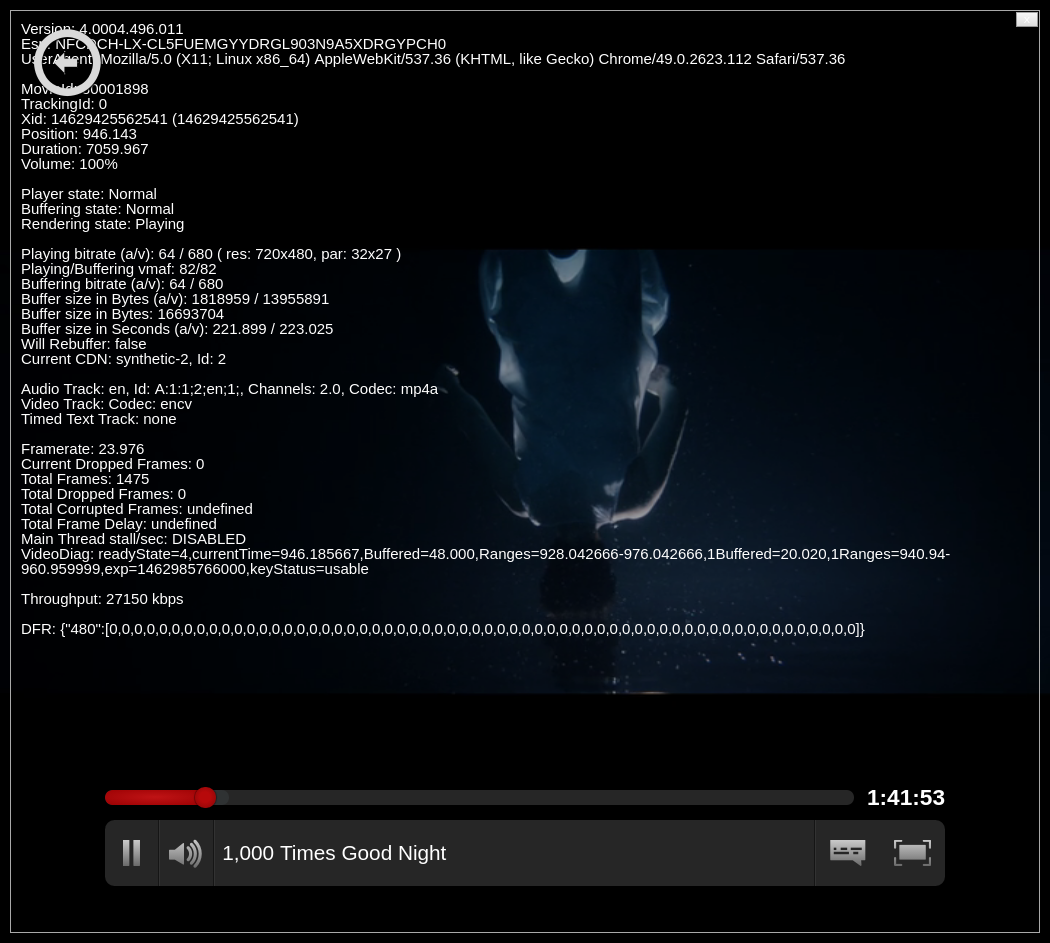 Version: 4.0004.496.011
Esn: NFCDCH-LX-CL5FUEMGYYDRGL903N9A5XDRGYPCH0
UserAgent: Mozilla/5.0 (X11; Linux x86_64) AppleWebKit/537.36 (KHTML, like Gecko) Chrome/49.0.2623.112 Safari/537.36
MovieId: 80001898
TrackingId: 0
Xid: 14629425562541 (14629425562541)
Position: 946.143
Duration: 7059.967
Volume: 100%
Player state: Normal
Buffering state: Normal
Rendering state: Playing
Playing bitrate (a/v): 64 / 680 ( res: 720x480, par: 32x27 )
Playing/Buffering vmaf: 82/82
Buffering bitrate (a/v): 64 / 680
Buffer size in Bytes (a/v): 1818959 / 13955891
Buffer size in Bytes: 16693704
Buffer size in Seconds (a/v): 221.899 / 223.025
Will Rebuffer: false
Current CDN: synthetic-2, Id: 2
Audio Track: en, Id: A:1:1;2;en;1;, Channels: 2.0, Codec: mp4a
Video Track: Codec: encv
Timed Text Track: none
Framerate: 23.976
Current Dropped Frames: 0
Total Frames: 1475
Total Dropped Frames: 0
Total Corrupted Frames: undefined
Total Frame Delay: undefined
Main Thread stall/sec: DISABLED
VideoDiag: readyState=4,currentTime=946.185667,Buffered=48.000,Ranges=928.042666-976.042666,1Buffered=20.020,1Ranges=940.94-
960.959999,exp=1462985766000,keyStatus=usable
Throughput: 27150 kbps
DFR: {"480":[0,0,0,0,0,0,0,0,0,0,0,0,0,0,0,0,0,0,0,0,0,0,0,0,0,0,0,0,0,0,0,0,0,0,0,0,0,0,0,0,0,0,0,0,0,0,0,0,0,0,0,0,0,0,0,0,0,0,0,0]}
1:41:53
1,000 Times Good Night